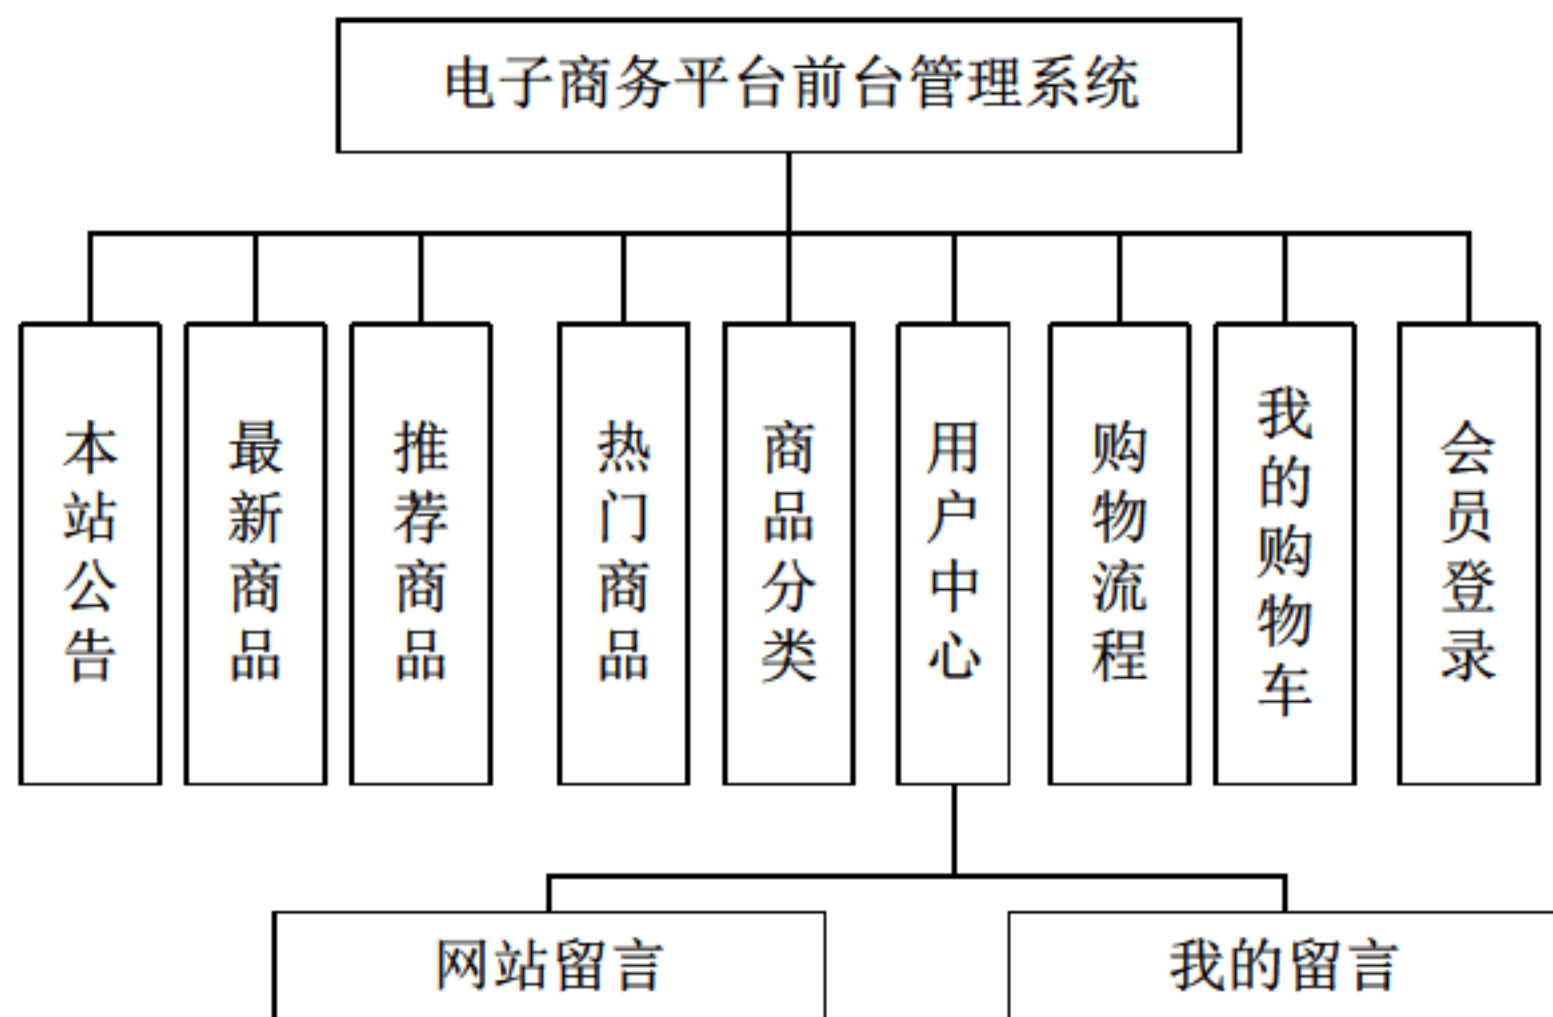 电子商务平台前台管理系统
本站公告
最新商品
推荐商品
热门商品
商品分类
用户中心
购物流程
我的购物车
会员登录
网站留言
我的留言